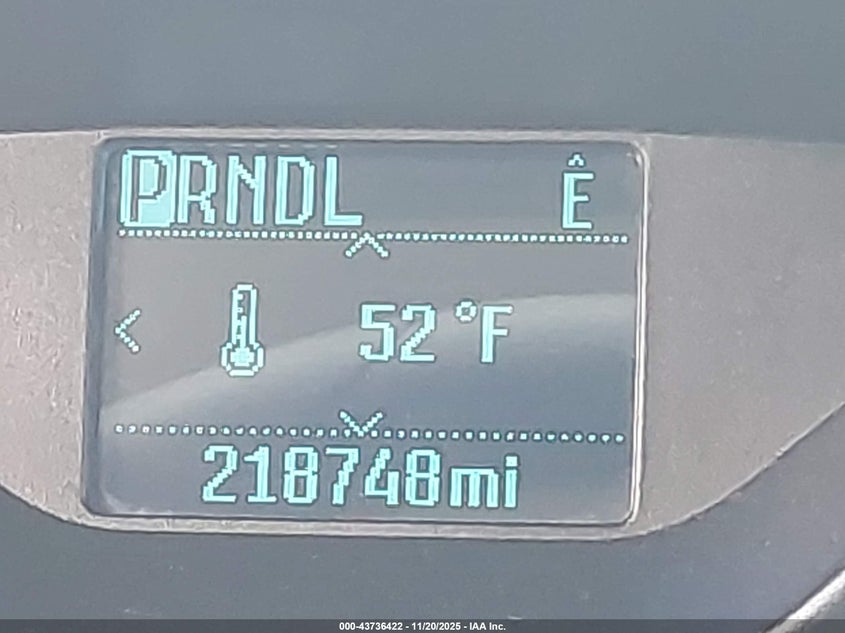 PRNDL Ê
52 °F
218748mi
000-43736422 - 11/20/2025 - IAA Inc.